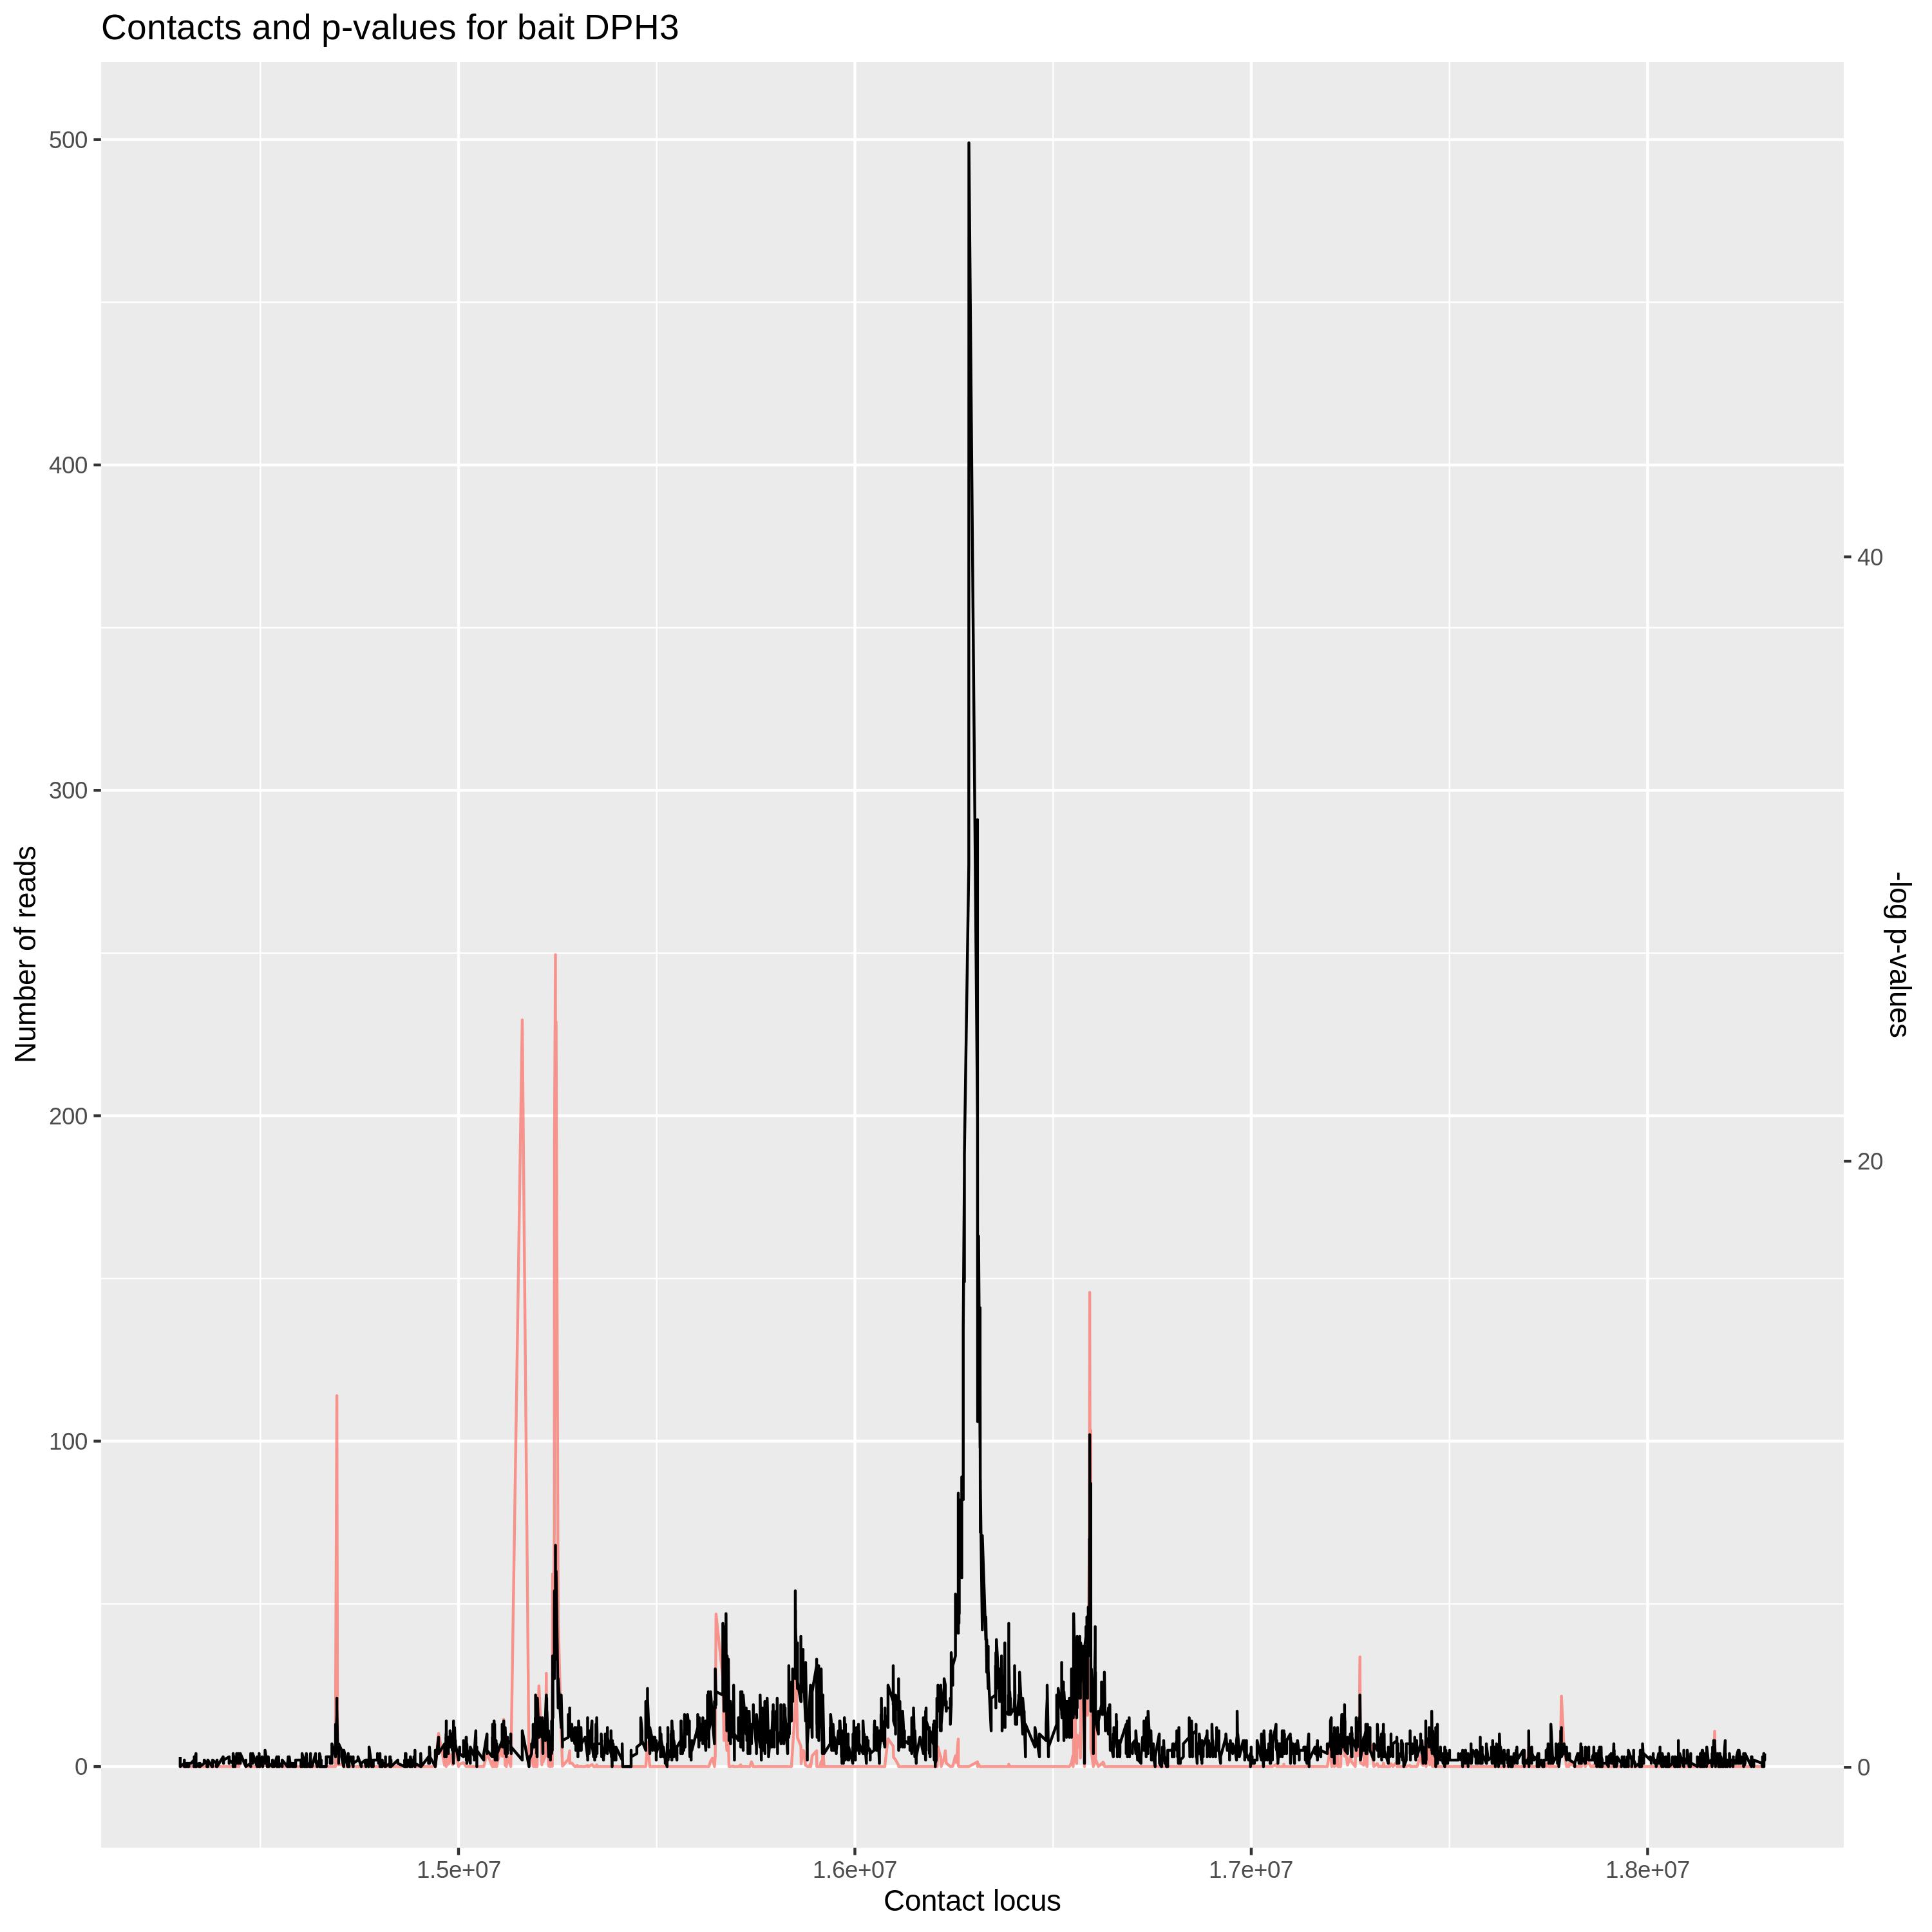 Contacts and p-values for bait DPH3
500
400
300
200
100
0
Number of reads
40
20
0
-log p-values
1.5e+07
1.6e+07
1.7e+07
1.8e+07
Contact locus